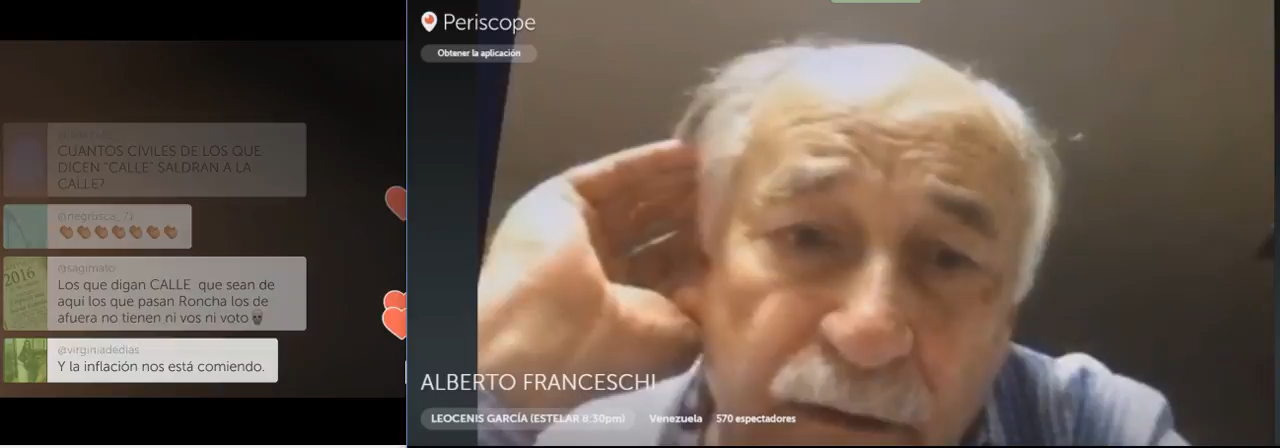 CUANTOS CIVILES DE LOS QUE
DICEN "CALLE" SALDRAN A LA
CALLE?
@negrusca_71
@sagimato
2016
Los que digan CALLE que sean de
aqui los que pasan Roncha los de
afuera no tienen ni vos ni voto
@virginiadedias
Y la inflación nos está comiendo.
Periscope
Obtener la aplicación
ALBERTO FRANCESCHI
LEOCENIS GARCÍA (ESTELAR 8:30pm) Venezuela 570 espectadores